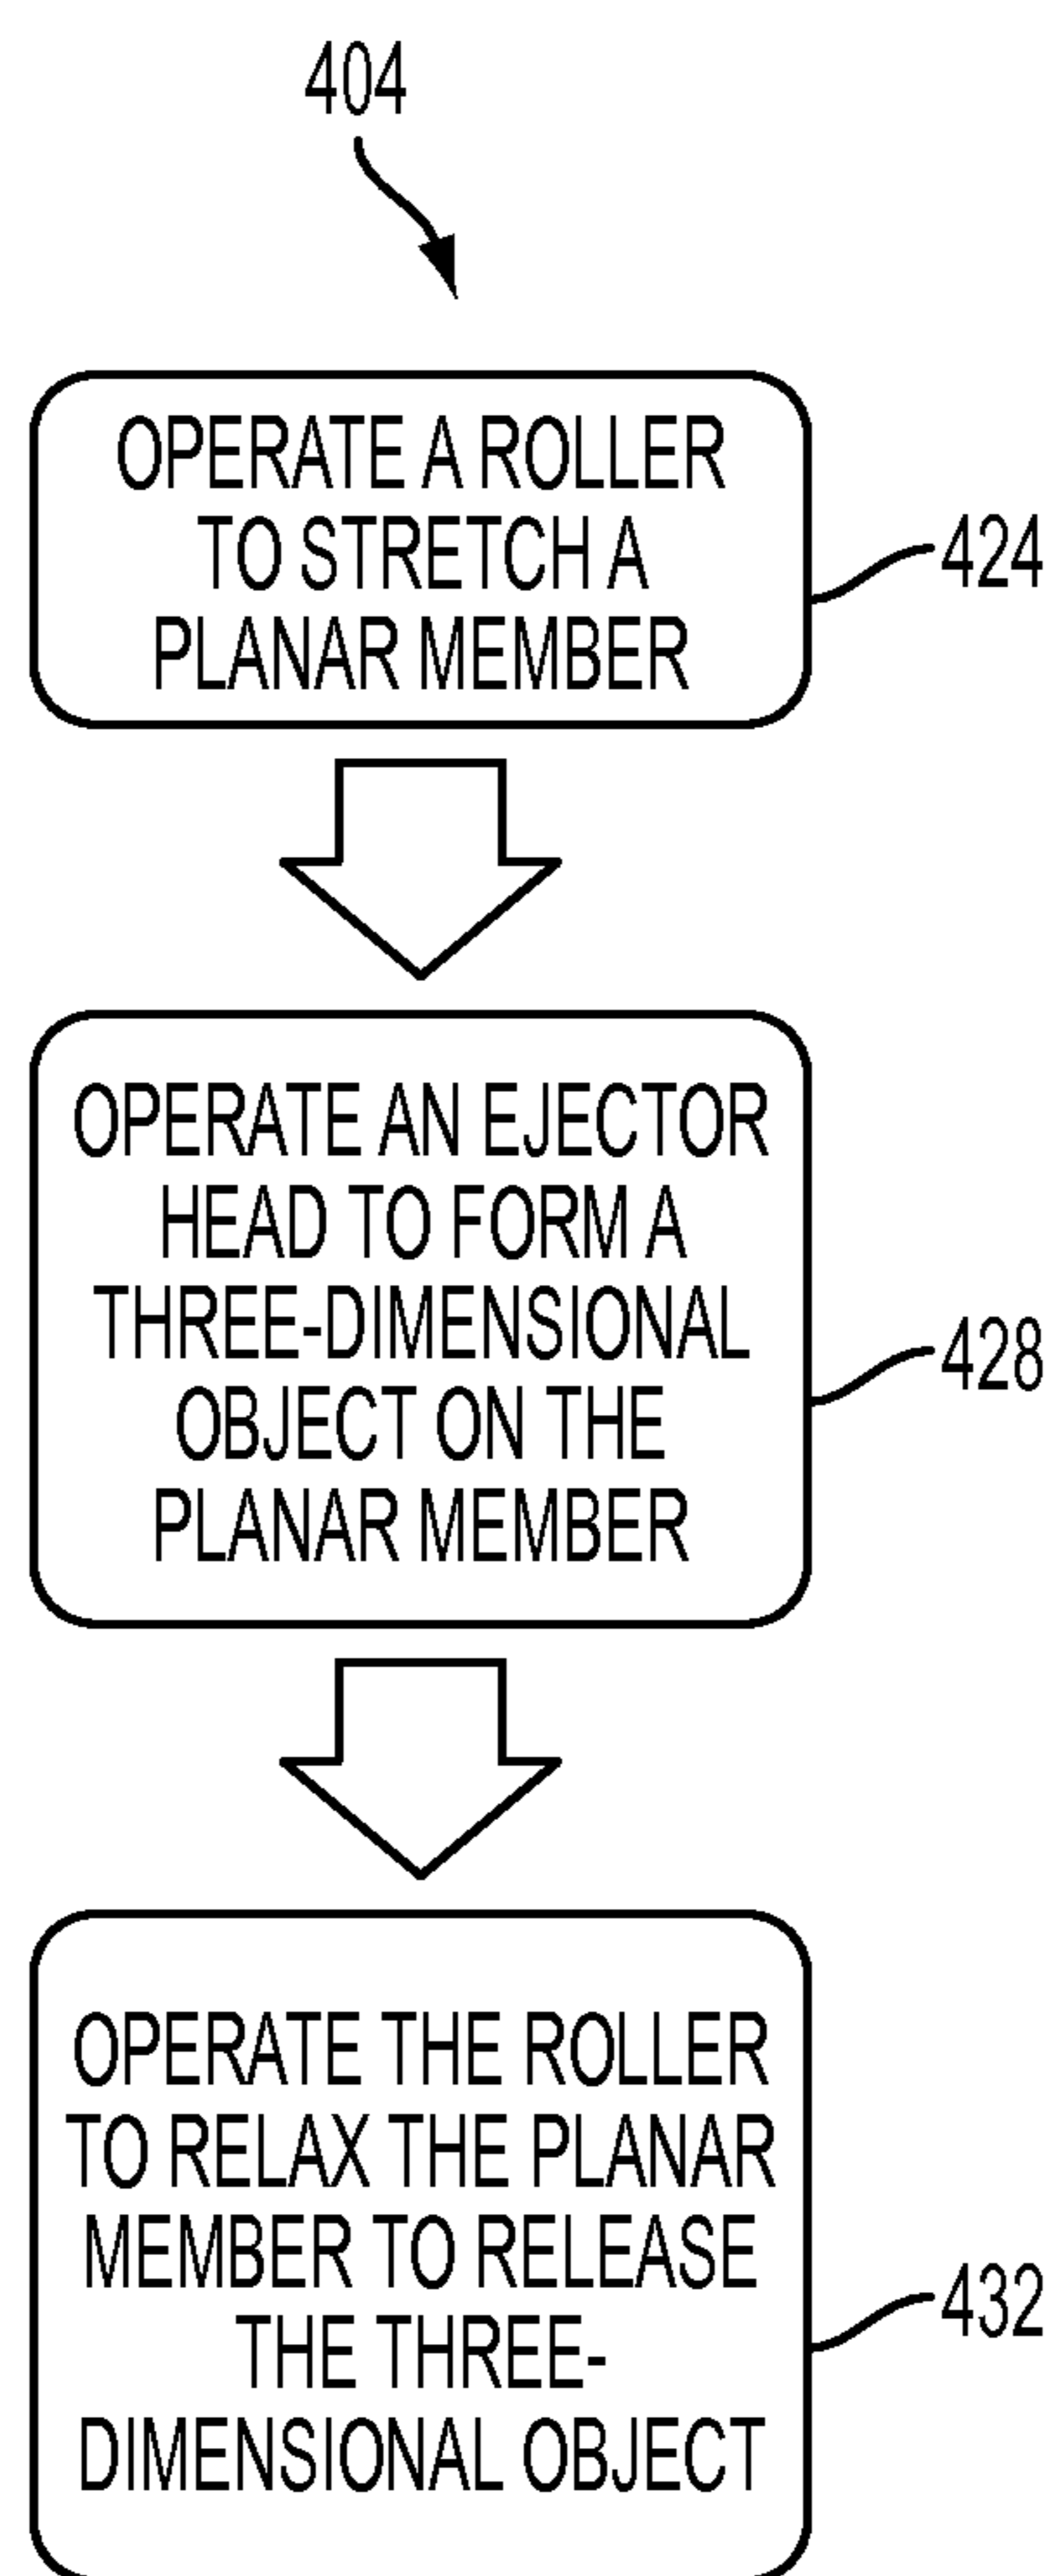 404
OPERATE A ROLLER
TO STRETCH A
PLANAR MEMBER
424
OPERATE AN EJECTOR
HEAD TO FORM A
THREE-DIMENSIONAL
OBJECT ON THE
PLANAR MEMBER
428
OPERATE THE ROLLER
TO RELAX THE PLANAR
MEMBER TO RELEASE
THE THREE-
DIMENSIONAL OBJECT
432